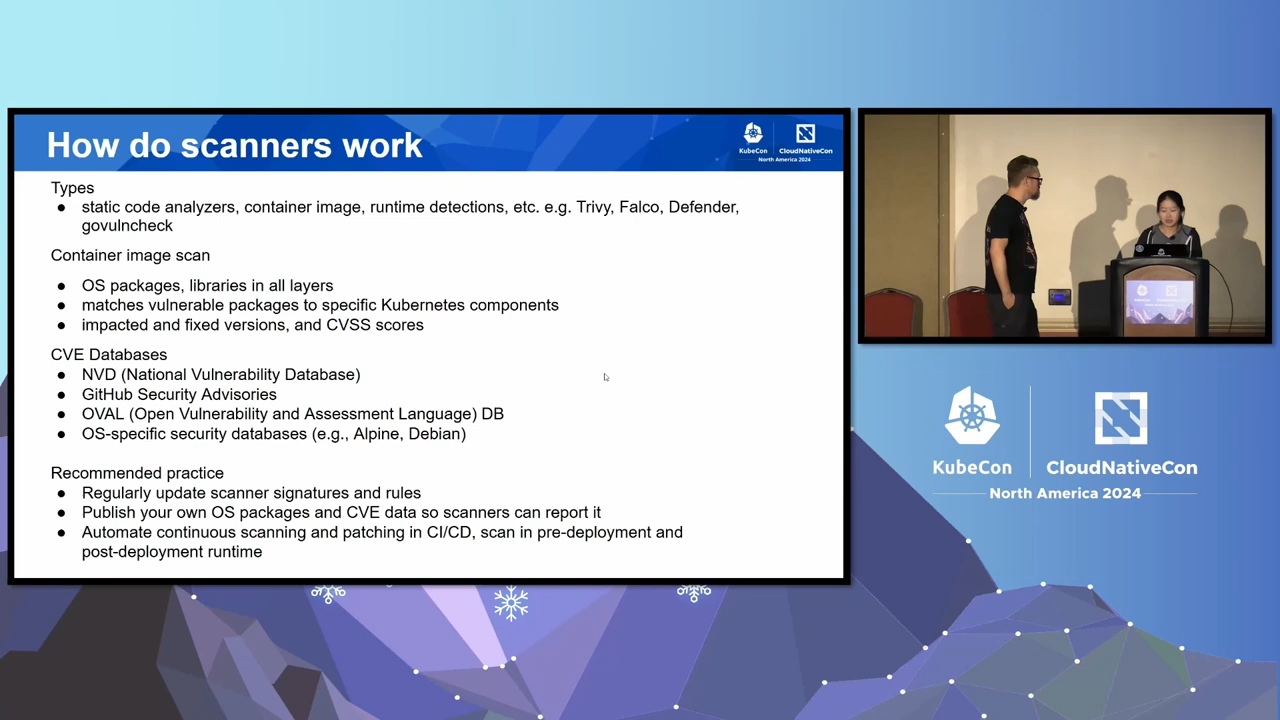 How do scanners work
KubeCon
CloudNativeCon
North America 2024
Types
● static code analyzers, container image, runtime detections, etc. e.g. Trivy, Falco, Defender,
govulncheck
Container image scan
● OS packages, libraries in all layers
● matches vulnerable packages to specific Kubernetes components
● impacted and fixed versions, and CVSS scores
CVE Databases
● NVD (National Vulnerability Database)
● GitHub Security Advisories
● OVAL (Open Vulnerability and Assessment Language) DB
● OS-specific security databases (e.g., Alpine, Debian)
Recommended practice
● Regularly update scanner signatures and rules
● Publish your own OS packages and CVE data so scanners can report it
● Automate continuous scanning and patching in CI/CD, scan in pre-deployment and
post-deployment runtime
KubeCon
CloudNativeCon
North America 2024